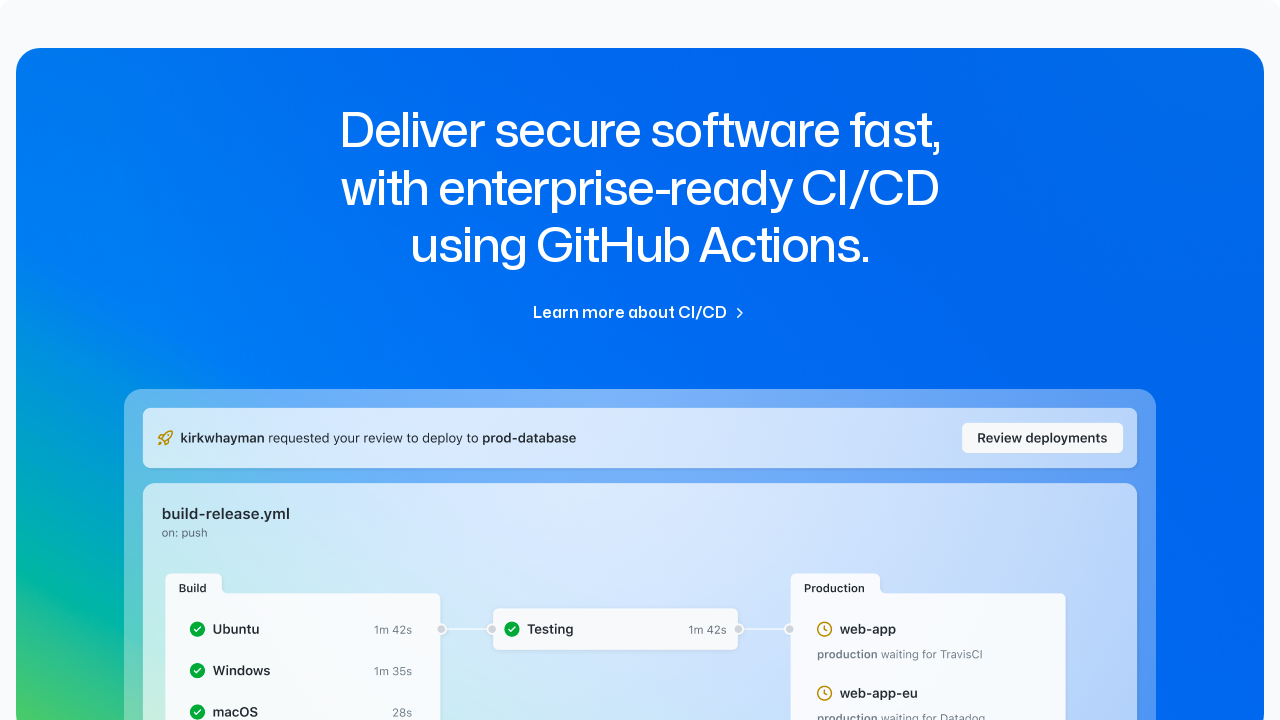 Deliver secure software fast,
with enterprise-ready CI/CD
using GitHub Actions.
Learn more about CI/CD
kirkwhayman requested your review to deploy to prod-database
Review deployments
build-release.yml
on: push
Build
Ubuntu 1m 42s
Windows 1m 35s
macOS 28s
Testing 1m 42s
Production
web-app
production waiting for TravisCI
web-app-eu
production waiting for Datadog